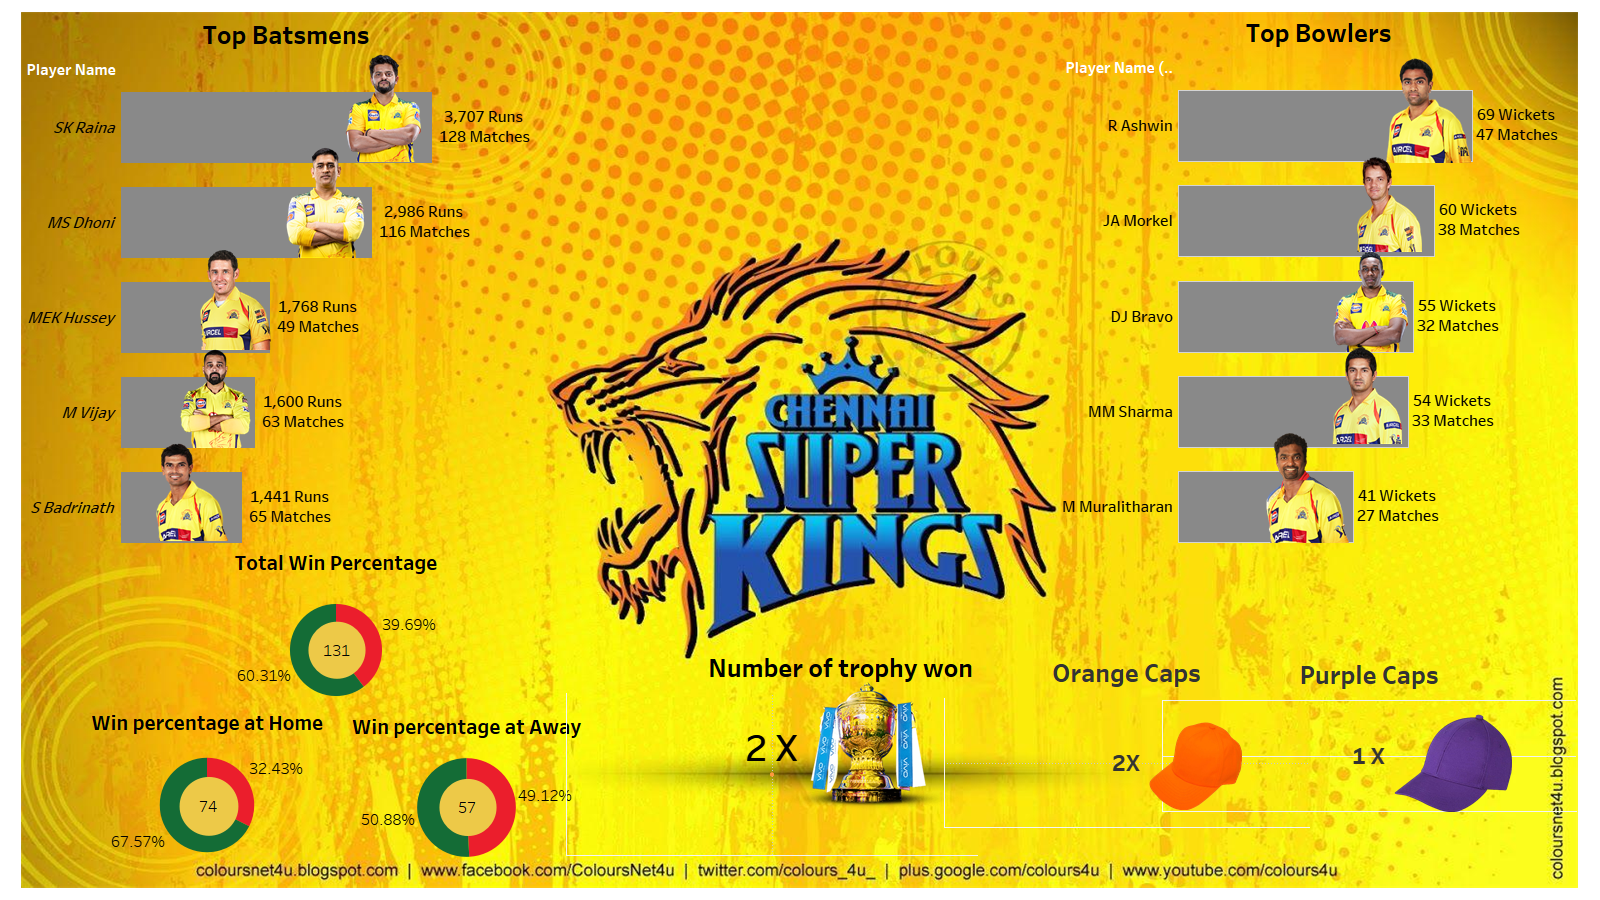 Top Batsmens
Player Name
SK Raina
3,707 Runs
128 Matches
MS Dhoni
2,986 Runs
116 Matches
MEK Hussey
1,768 Runs
49 Matches
M Vijay
1,600 Runs
63 Matches
S Badrinath
1,441 Runs
65 Matches
Top Bowlers
Player Name (..
R Ashwin
69 Wickets
47 Matches
JA Morkel
60 Wickets
38 Matches
DJ Bravo
55 Wickets
32 Matches
MM Sharma
54 Wickets
33 Matches
M Muralitharan
41 Wickets
27 Matches
COLOURS
CHENNAI
SUPER
KINGS
Total Win Percentage
39.69%
131
60.31%
Win percentage at Home
32.43%
74
67.57%
Win percentage at Away
49.12%
57
50.88%
Number of trophy won
2 X
VIVO VIVO
VIVO VIVO
Orange Caps
2X
Purple Caps
1 X
coloursnet4u.blogspot.com | www.facebook.com/ColoursNet4u | twitter.com/colours_4u_ | plus.google.com/colours4u | www.youtube.com/colours4u
coloursnet4u.blogspot.com